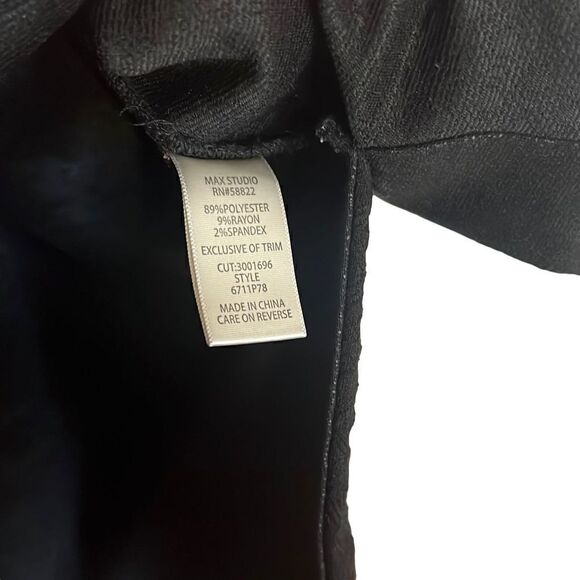 MAX STUDIO
RN#58822
89%POLYESTER
9%RAYON
2%SPANDEX
EXCLUSIVE OF TRIM
CUT:3001696
STYLE
6711P78
MADE IN CHINA
CARE ON REVERSE